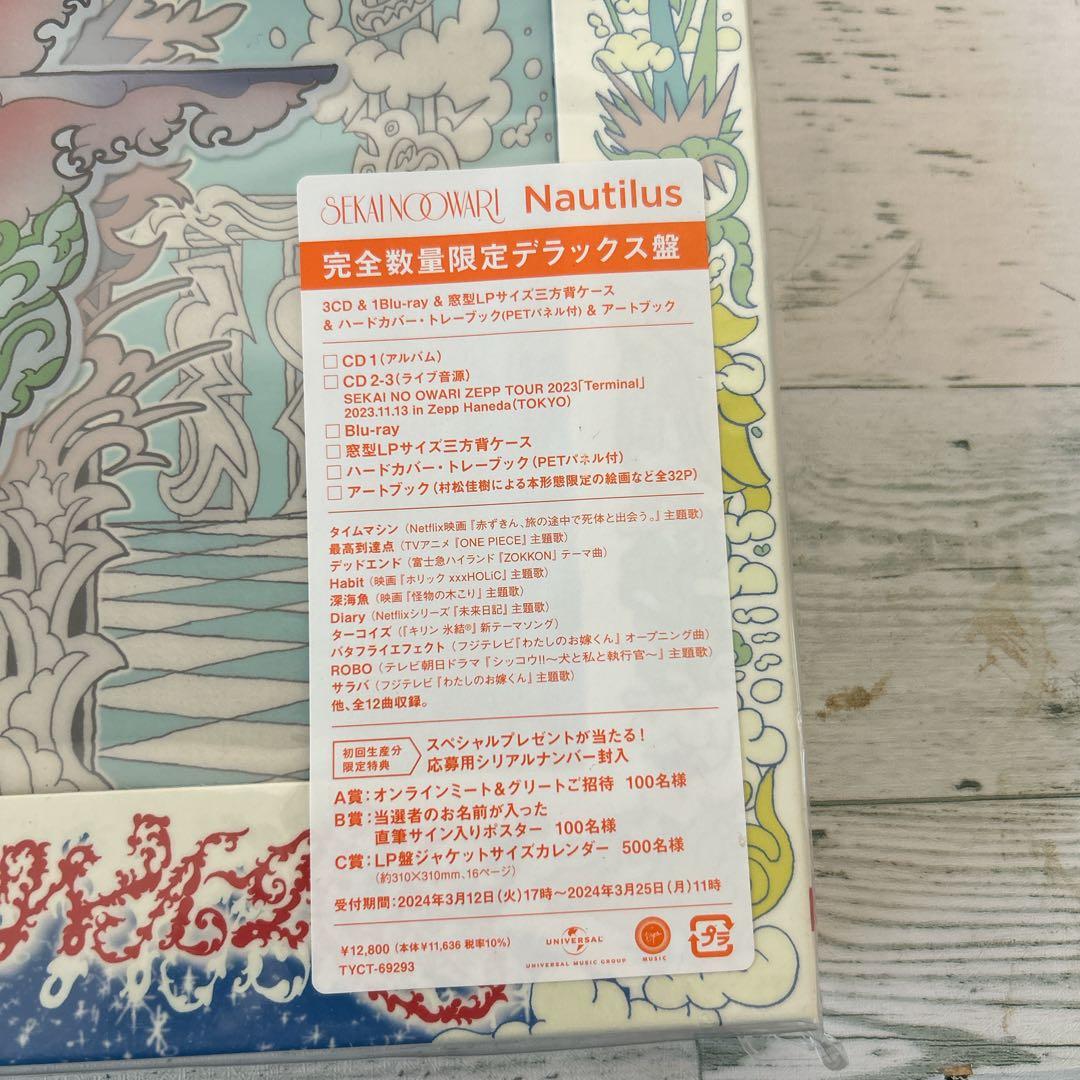 SEKAI NO OWARI Nautilus
完全数量限定デラックス盤
3CD & 1Blu-ray & 窓型LPサイズ三方背ケース
& ハードカバー・トレーブック(PETパネル付) & アートブック
□ CD 1（アルバム）
□ CD 2-3（ライブ音源）
SEKAI NO OWARI ZEPP TOUR 2023「Terminal」
2023.11.13 in Zepp Haneda（TOKYO）
□ Blu-ray
□ 窓型LPサイズ三方背ケース
□ ハードカバー・トレーブック（PETパネル付）
□ アートブック（村松佳樹による本形態限定の絵画など全32P）
タイムマシン（Netflix映画『赤ずきん、旅の途中で死体と出会う。』主題歌）
最高到達点（TVアニメ『ONE PIECE』主題歌）
デッドエンド（富士急ハイランド『ZOKKON』テーマ曲）
Habit（映画『ホリック xxxHOLiC』主題歌）
深海魚（映画『怪物の木こり』主題歌）
Diary（Netflixシリーズ『未来日記』主題歌）
ターコイズ（『キリン 氷結®』新テーマソング）
バタフライエフェクト（フジテレビ『わたしのお嫁くん』オープニング曲）
ROBO（テレビ朝日ドラマ『シッコウ!!〜犬と私と執行官〜』主題歌）
サラバ（フジテレビ『わたしのお嫁くん』主題歌）
他、全12曲収録。
初回生産分
限定特典
スペシャルプレゼントが当たる！
応募用シリアルナンバー封入
A賞：オンラインミート＆グリートご招待 100名様
B賞：当選者のお名前が入った
直筆サイン入りポスター 100名様
C賞：LP盤ジャケットサイズカレンダー 500名様
（約310×310mm、16ページ）
受付期間：2024年3月12日（火）17時〜2024年3月25日（月）11時
¥12,800（本体¥11,636 税率10%）
TYCT-69293
UNIVERSAL
UNIVERSAL MUSIC GROUP
Virgin
MUSIC
プラ